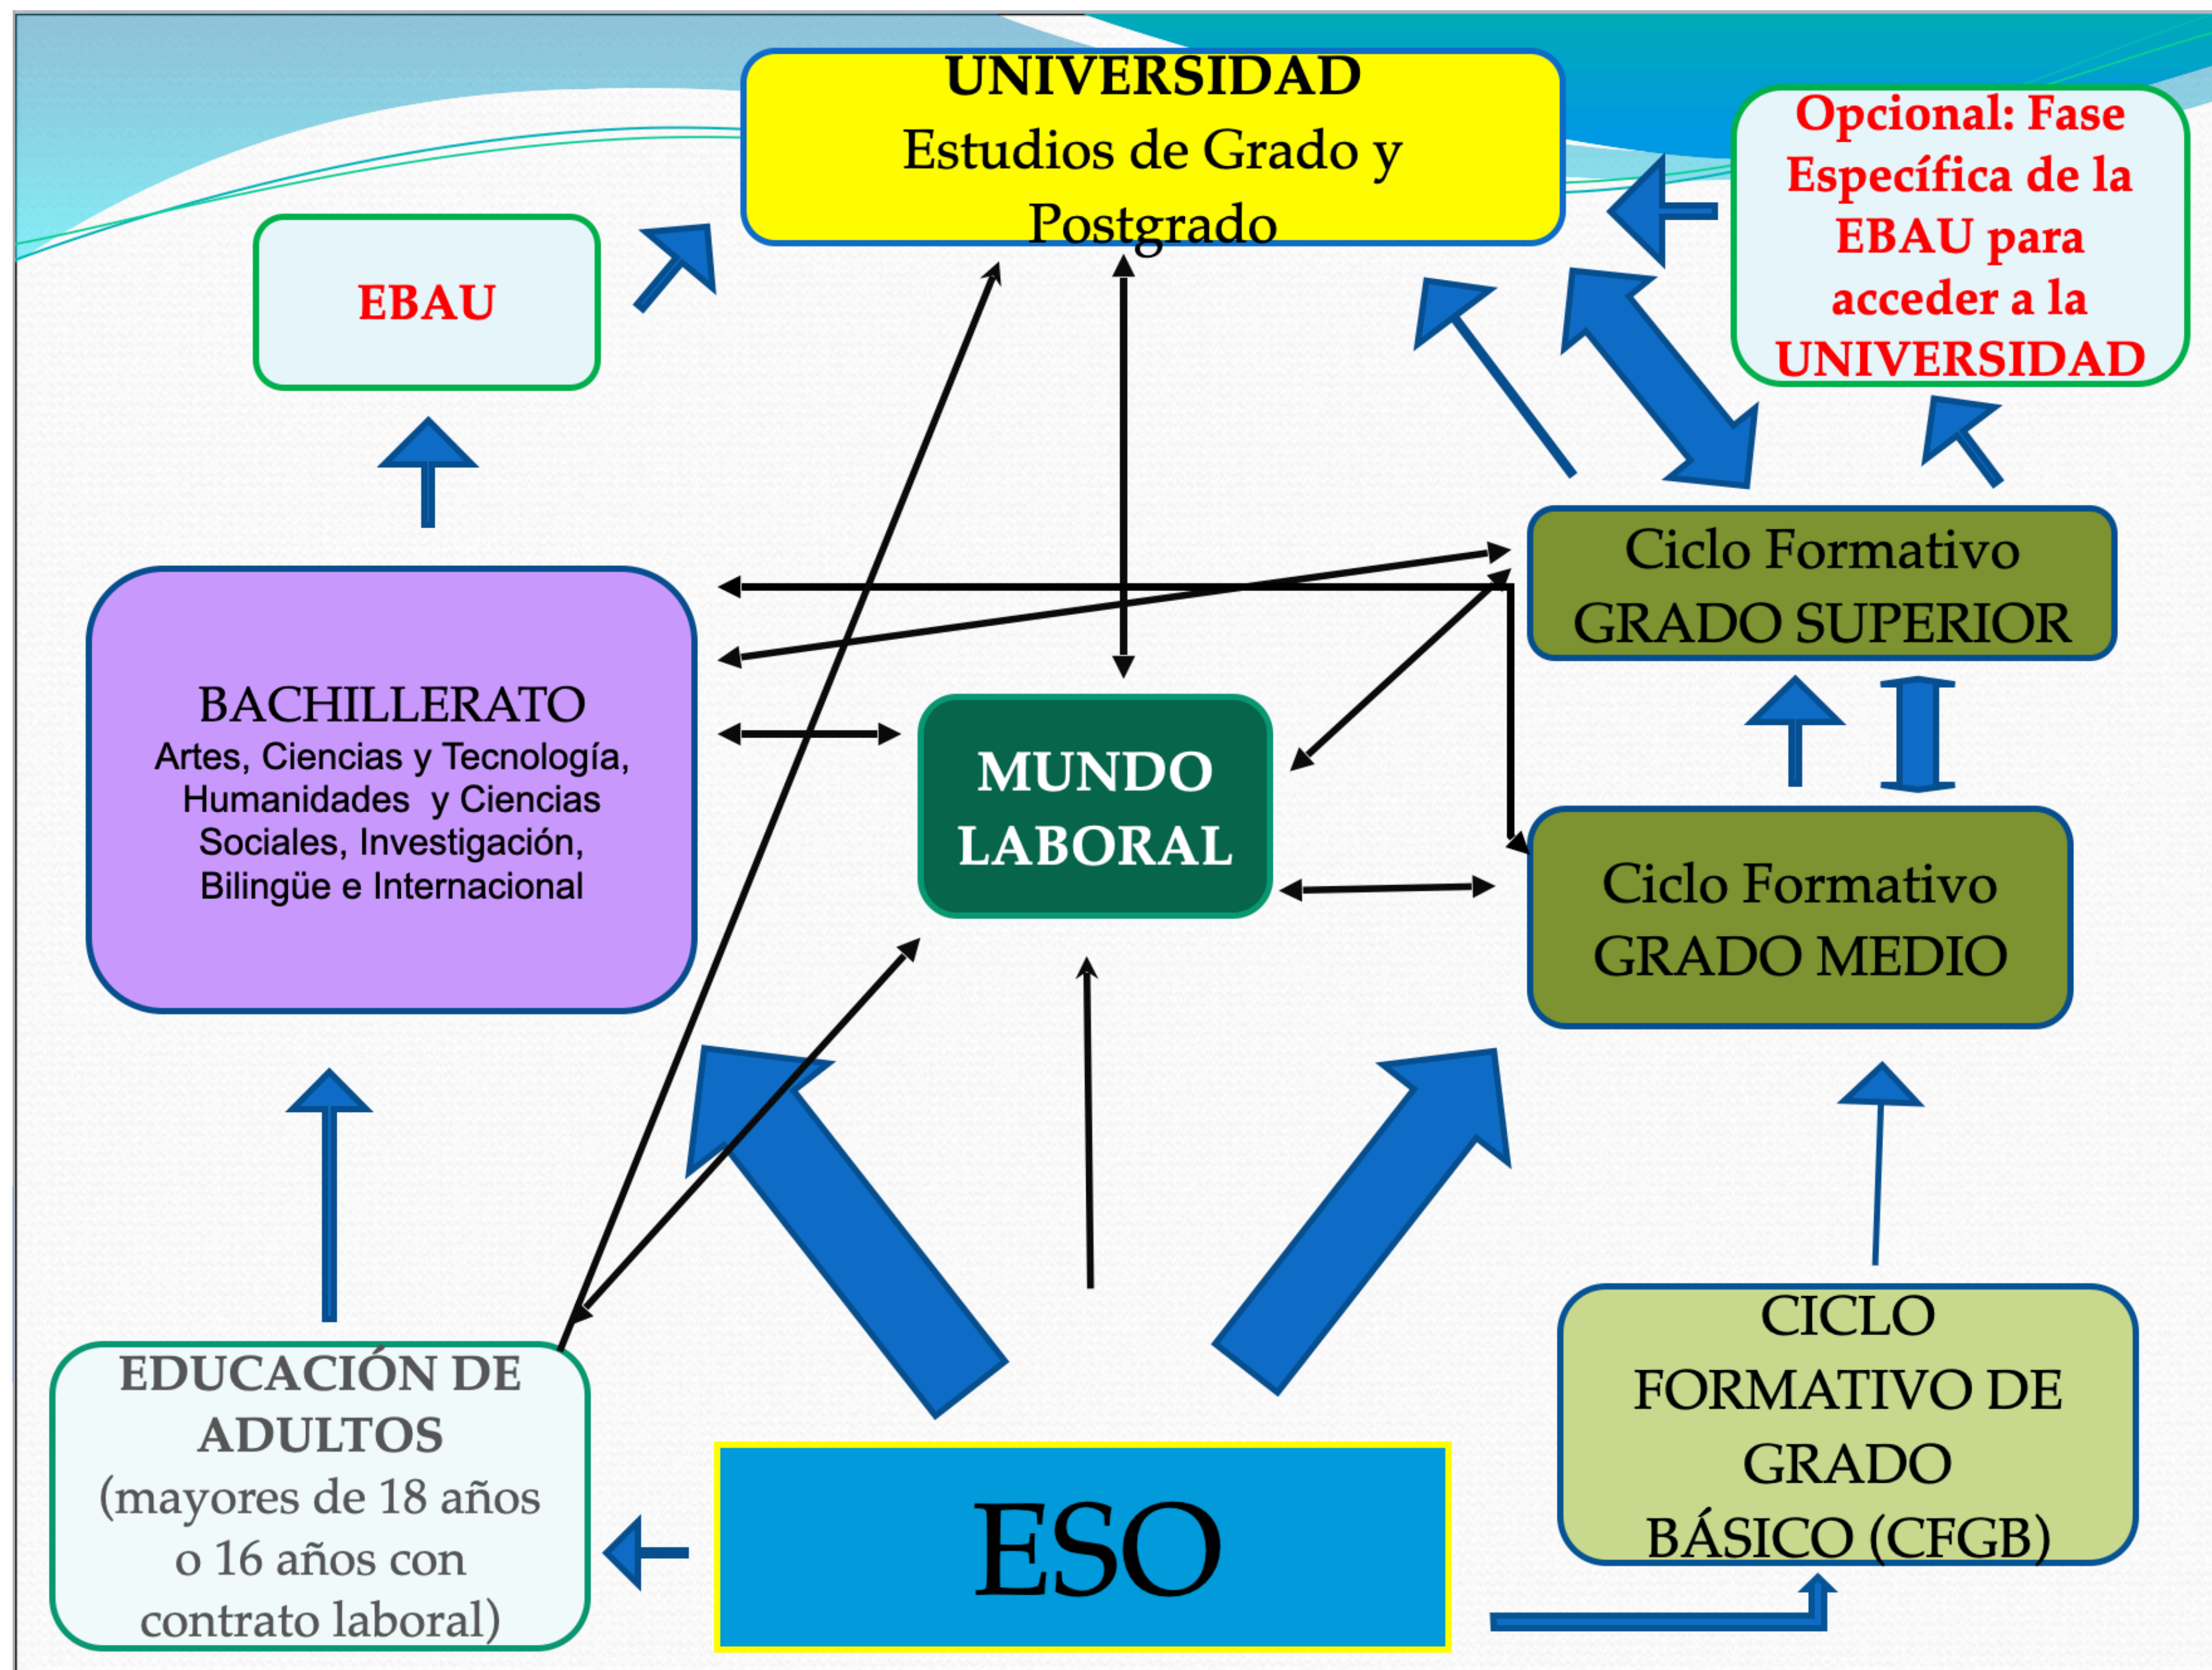 UNIVERSIDAD
Estudios de Grado y
Postgrado
Opcional: Fase
Específica de la
EBAU para
acceder a la
UNIVERSIDAD
EBAU
Ciclo Formativo
GRADO SUPERIOR
BACHILLERATO
Artes, Ciencias y Tecnología,
Humanidades y Ciencias
Sociales, Investigación,
Bilingüe e Internacional
MUNDO
LABORAL
Ciclo Formativo
GRADO MEDIO
EDUCACIÓN DE
ADULTOS
(mayores de 18 años
o 16 años con
contrato laboral)
ESO
CICLO
FORMATIVO DE
GRADO
BÁSICO (CFGB)